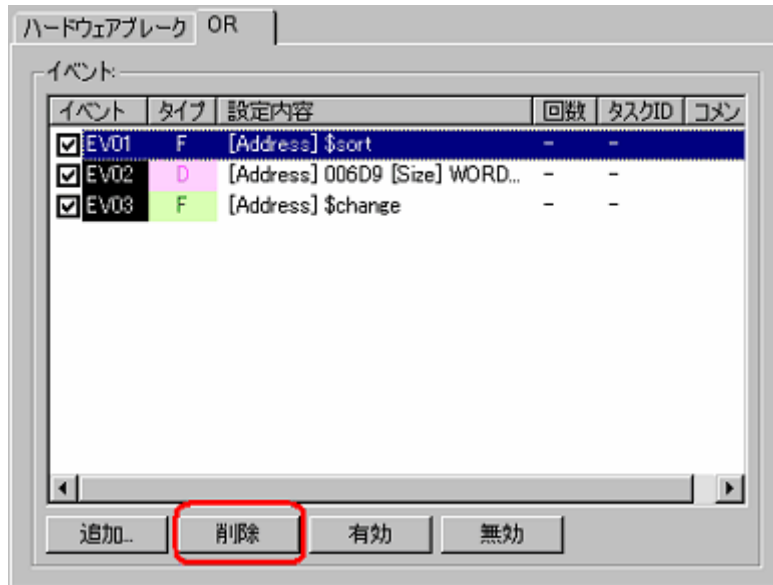 ハードウェアブレーク OR
イベント:
イベント タイプ 設定内容 回数 タスクID コメン
EV01 F [Address] $sort - -
EV02 D [Address] 006D9 [Size] WORD... - -
EV03 F [Address] $change - -
追加... 削除 有効 無効